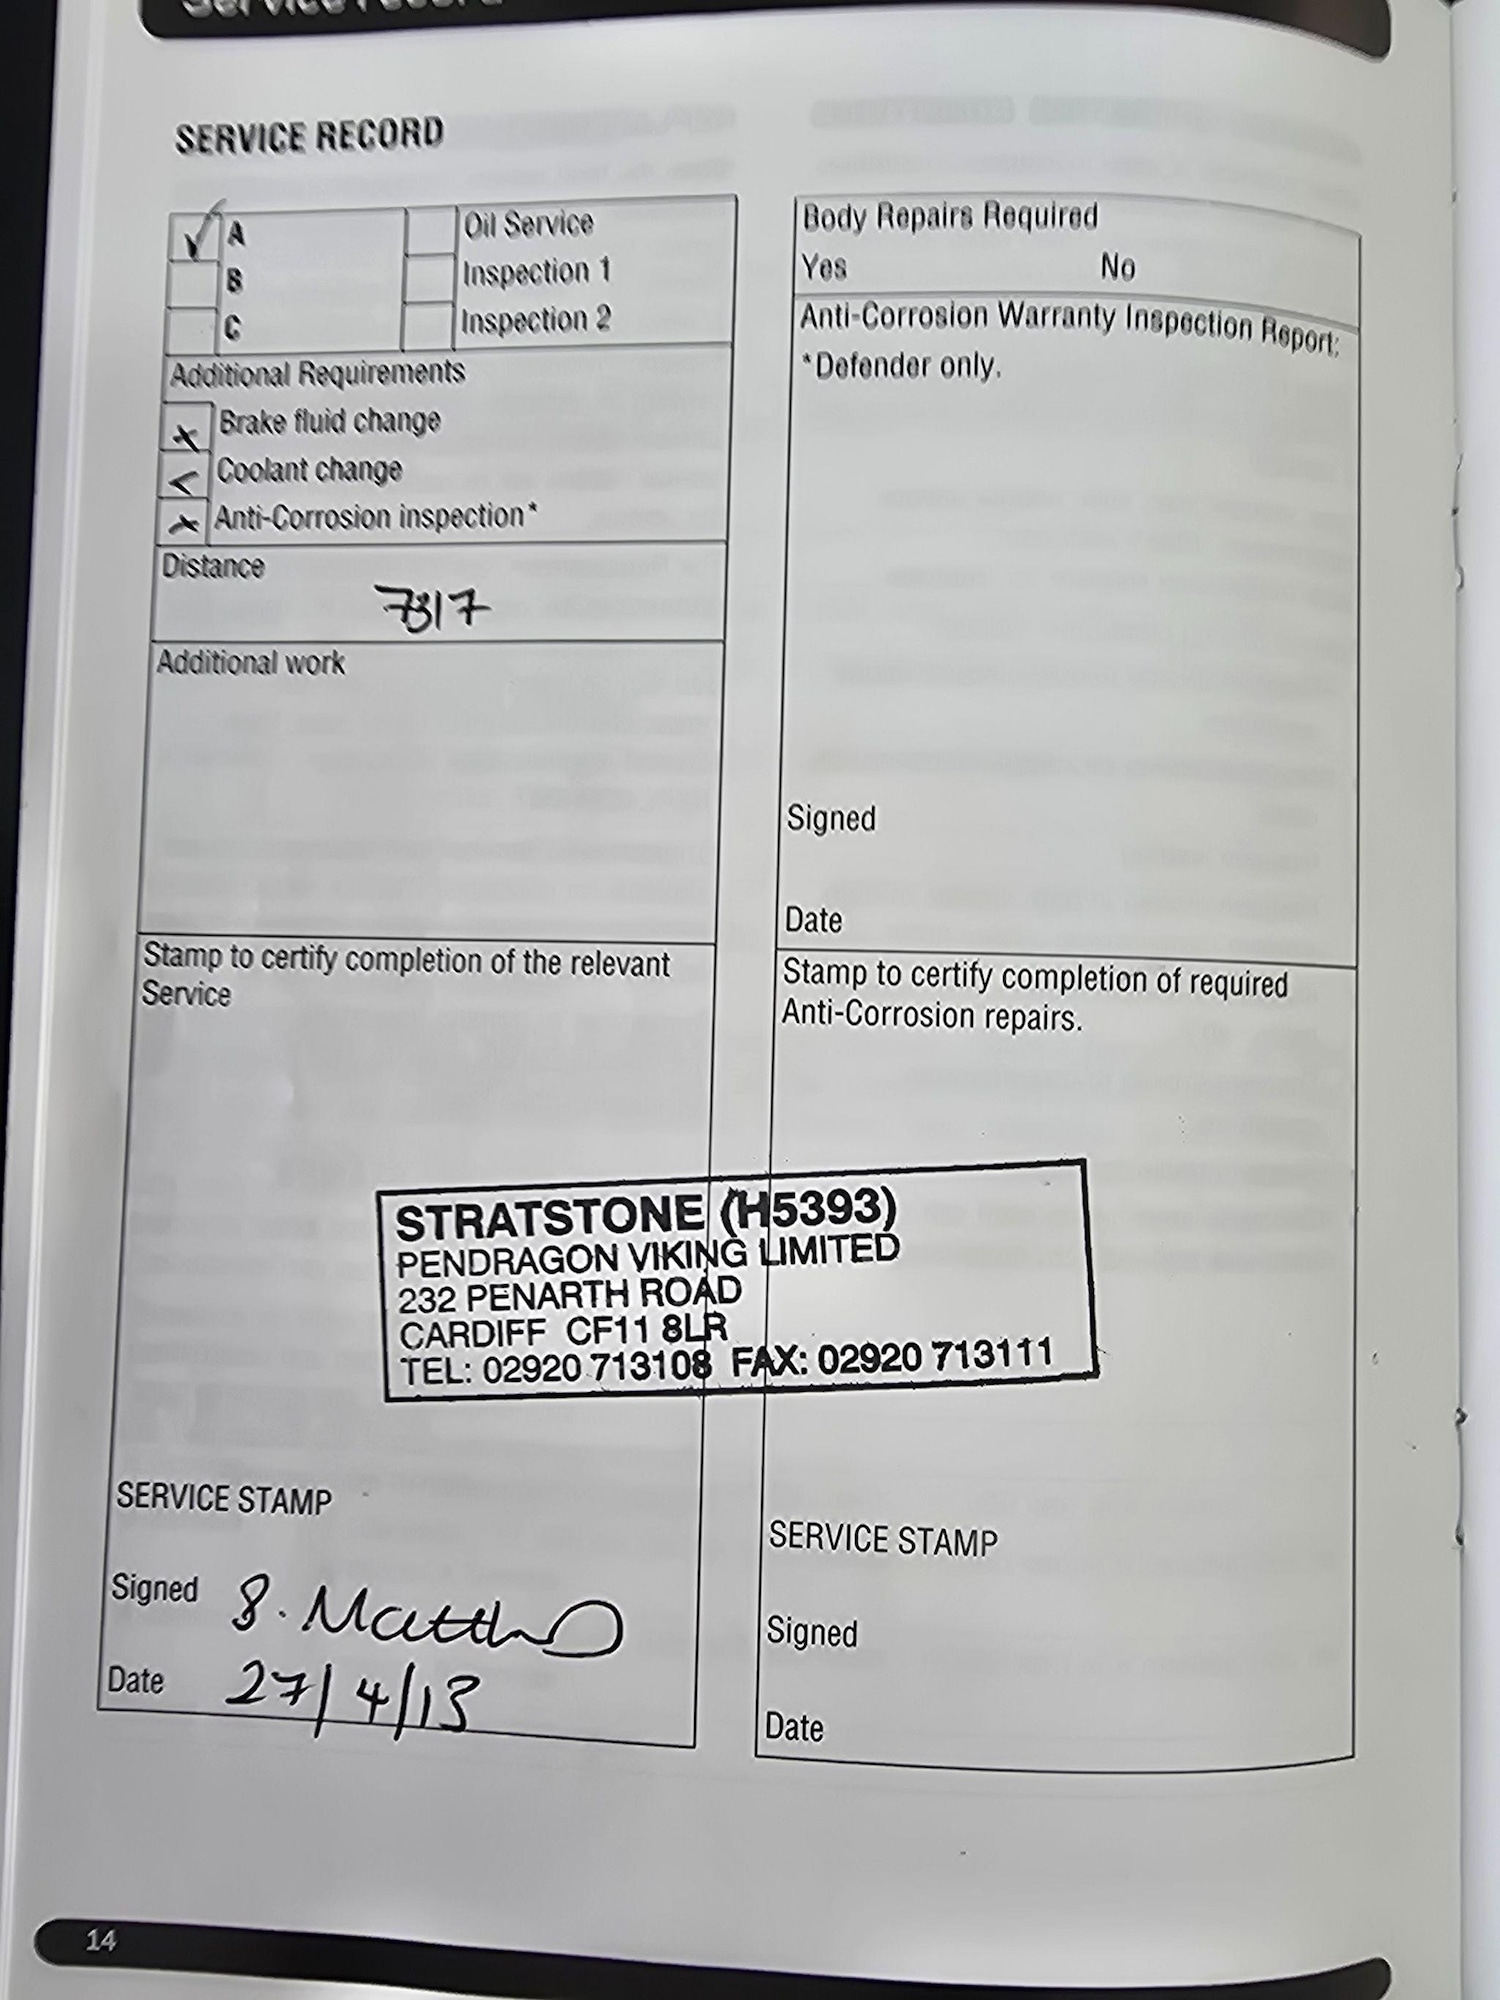 Service record
SERVICE RECORD
A
B
C
Oil Service
Inspection 1
Inspection 2
Additional Requirements
Brake fluid change
Coolant change
Anti-Corrosion inspection*
Distance
7317
Additional work
Stamp to certify completion of the relevant
Service
SERVICE STAMP
Signed
Date 27/4/13
Body Repairs Required
Yes No
Anti-Corrosion Warranty Inspection Report:
*Defender only.
Signed
Date
Stamp to certify completion of required
Anti-Corrosion repairs.
STRATSTONE (H5393)
PENDRAGON VIKING LIMITED
232 PENARTH ROAD
CARDIFF CF11 8LR
TEL: 02920 713108 FAX: 02920 713111
SERVICE STAMP
Signed
Date
14